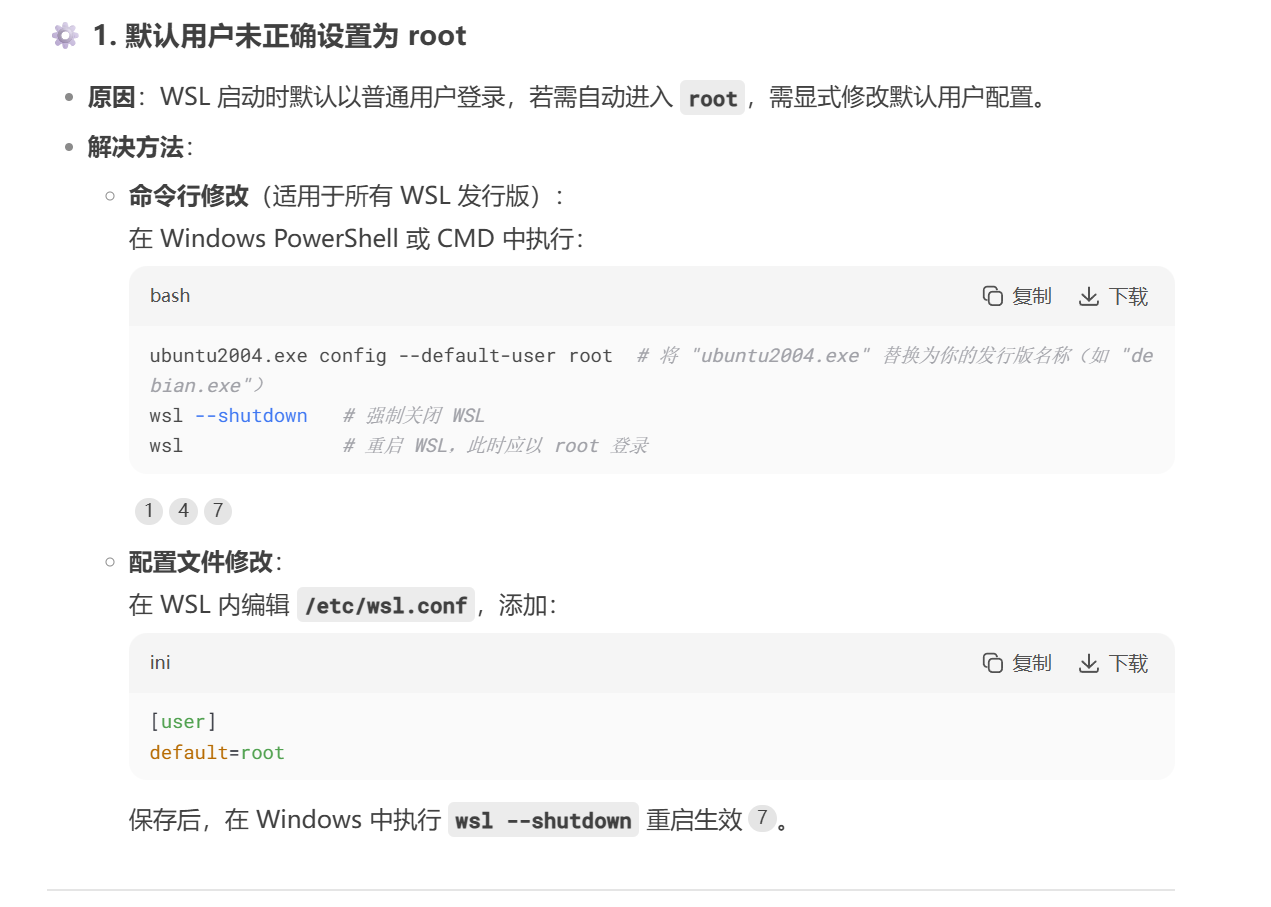 1. 默认用户未正确设置为 root
原因：WSL 启动时默认以普通用户登录，若需自动进入 root，需显式修改默认用户配置。
解决方法：
命令行修改（适用于所有 WSL 发行版）：
在 Windows PowerShell 或 CMD 中执行：
bash 复制 下载
ubuntu2004.exe config --default-user root # 将 "ubuntu2004.exe" 替换为你的发行版名称（如 "de
bian.exe"）
wsl --shutdown # 强制关闭 WSL
wsl # 重启 WSL，此时应以 root 登录
1 4 7
配置文件修改：
在 WSL 内编辑 /etc/wsl.conf，添加：
ini 复制 下载
[user]
default=root
保存后，在 Windows 中执行 wsl --shutdown 重启生效 7。